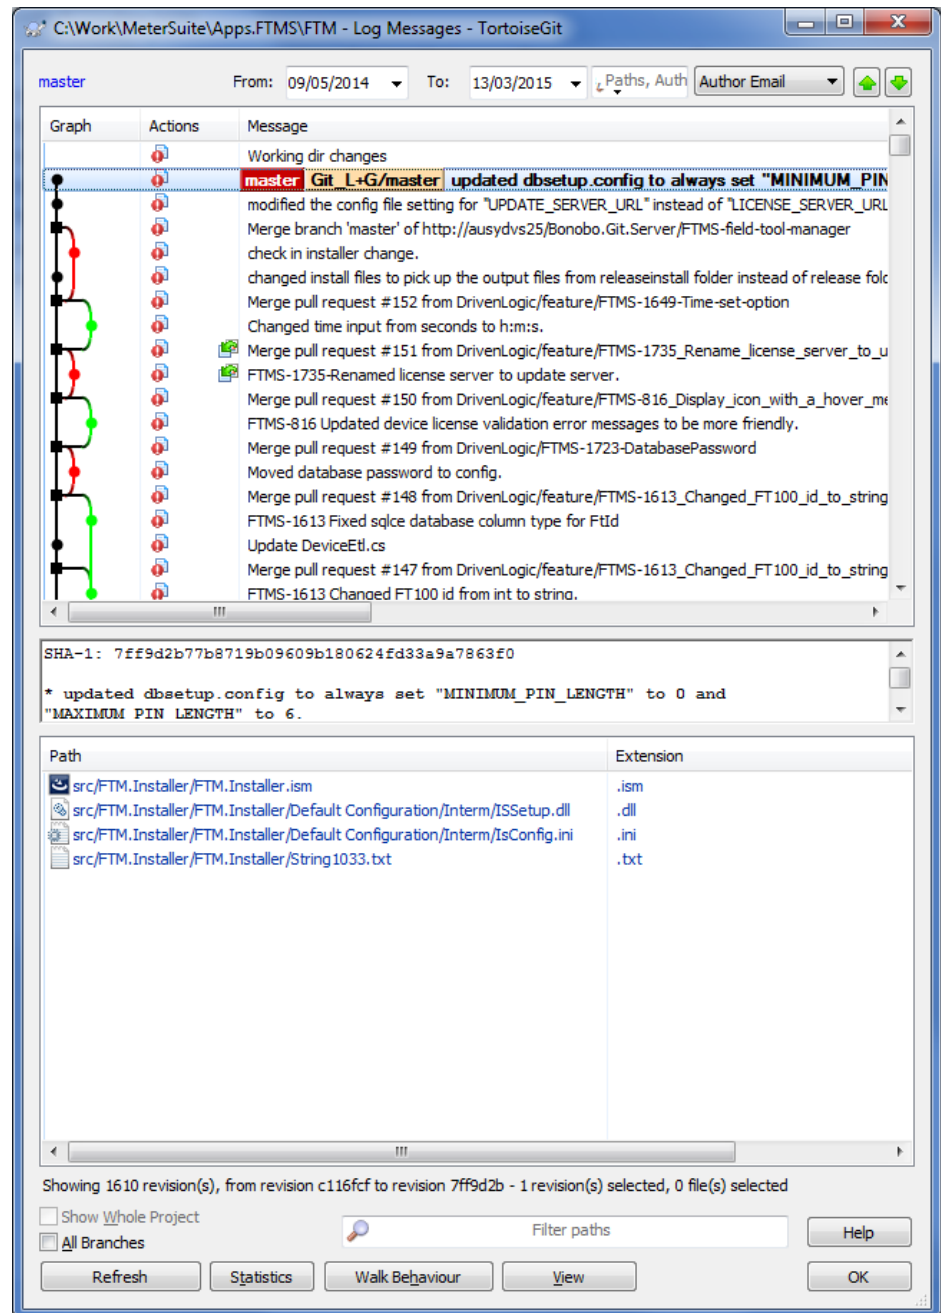 C:\Work\MeterSuite\Apps.FTMS\FTM - Log Messages - TortoiseGit
master From: 09/05/2014 To: 13/03/2015 Paths, Auth Author Email
Graph Actions Message
Working dir changes
master Git_L+G/master updated dbsetup.config to always set "MINIMUM_PIN
modified the config file setting for "UPDATE_SERVER_URL" instead of "LICENSE_SERVER_URL
Merge branch 'master' of http://ausydvs25/Bonobo.Git.Server/FTMS-field-tool-manager
check in installer change.
changed install files to pick up the output files from releaseinstall folder instead of release folc
Merge pull request #152 from DrivenLogic/feature/FTMS-1649-Time-set-option
Changed time input from seconds to h:m:s.
Merge pull request #151 from DrivenLogic/feature/FTMS-1735_Rename_license_server_to_u
FTMS-1735-Renamed license server to update server.
Merge pull request #150 from DrivenLogic/feature/FTMS-816_Display_icon_with_a_hover_me
FTMS-816 Updated device license validation error messages to be more friendly.
Merge pull request #149 from DrivenLogic/FTMS-1723-DatabasePassword
Moved database password to config.
Merge pull request #148 from DrivenLogic/feature/FTMS-1613_Changed_FT100_id_to_string
FTMS-1613 Fixed sqlce database column type for FtId
Update DeviceEtl.cs
Merge pull request #147 from DrivenLogic/feature/FTMS-1613_Changed_FT100_id_to_string
FTMS-1613 Changed FT100 id from int to string.
SHA-1: 7ff9d2b77b8719b09609b180624fd33a9a7863f0
* updated dbsetup.config to always set "MINIMUM_PIN_LENGTH" to 0 and
"MAXIMUM_PIN_LENGTH" to 6.
Path Extension
src/FTM.Installer/FTM.Installer.ism .ism
src/FTM.Installer/FTM.Installer/Default Configuration/Interm/ISSetup.dll .dll
src/FTM.Installer/FTM.Installer/Default Configuration/Interm/IsConfig.ini .ini
src/FTM.Installer/FTM.Installer/String1033.txt .txt
Showing 1610 revision(s), from revision c116fcf to revision 7ff9d2b - 1 revision(s) selected, 0 file(s) selected
Show Whole Project
All Branches Filter paths Help
Refresh Statistics Walk Behaviour View OK